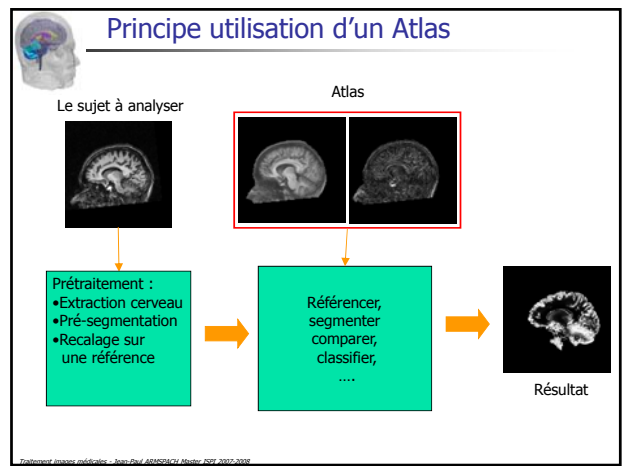 Principe utilisation d'un Atlas
Atlas
Le sujet à analyser
Prétraitement :
•Extraction cerveau
•Pré-segmentation
•Recalage sur
une référence
Référencer,
segmenter
comparer,
classifier,
....
Résultat
Traitement images médicales - Jean-Paul ARMSPACH Master ISPI 2007-2008